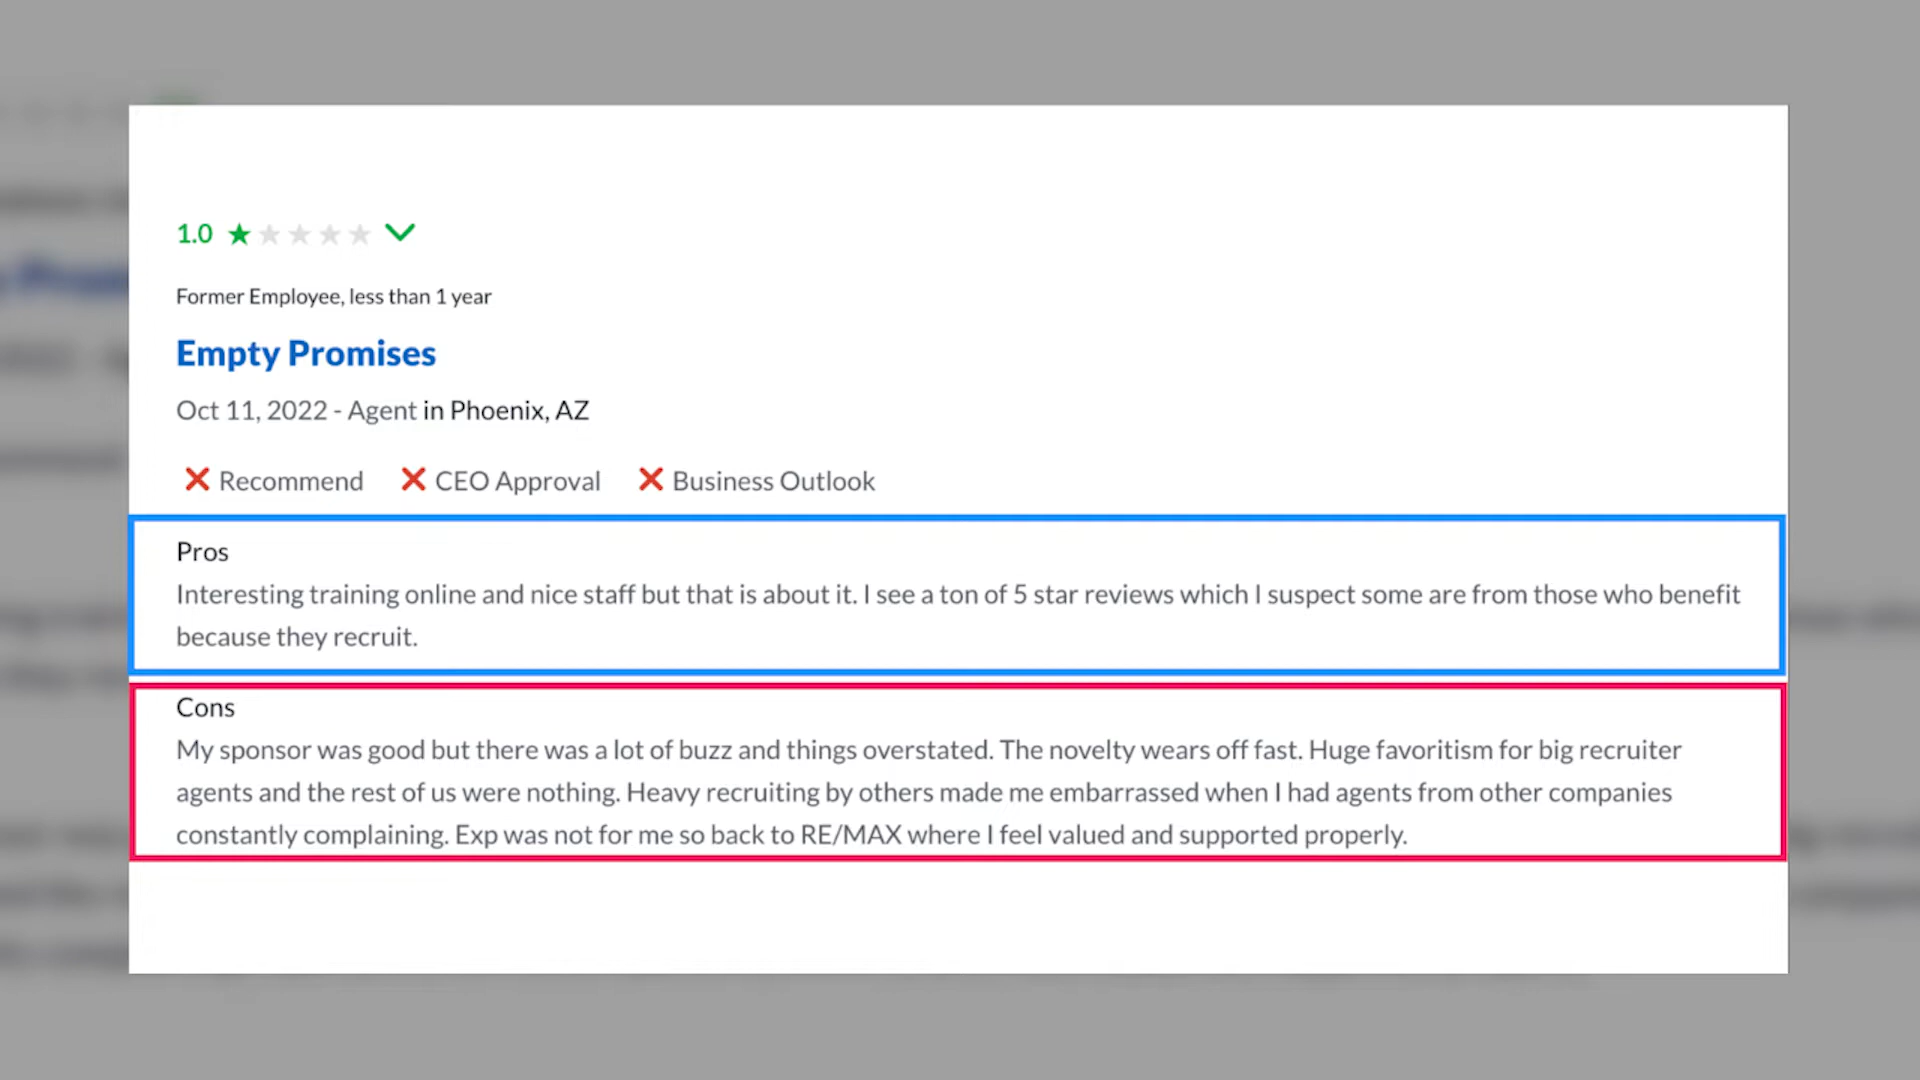 1.0
Former Employee, less than 1 year
Empty Promises
Oct 11, 2022 - Agent in Phoenix, AZ
Recommend CEO Approval Business Outlook
Pros
Interesting training online and nice staff but that is about it. I see a ton of 5 star reviews which I suspect some are from those who benefit
because they recruit.
Cons
My sponsor was good but there was a lot of buzz and things overstated. The novelty wears off fast. Huge favoritism for big recruiter
agents and the rest of us were nothing. Heavy recruiting by others made me embarrassed when I had agents from other companies
constantly complaining. Exp was not for me so back to RE/MAX where I feel valued and supported properly.